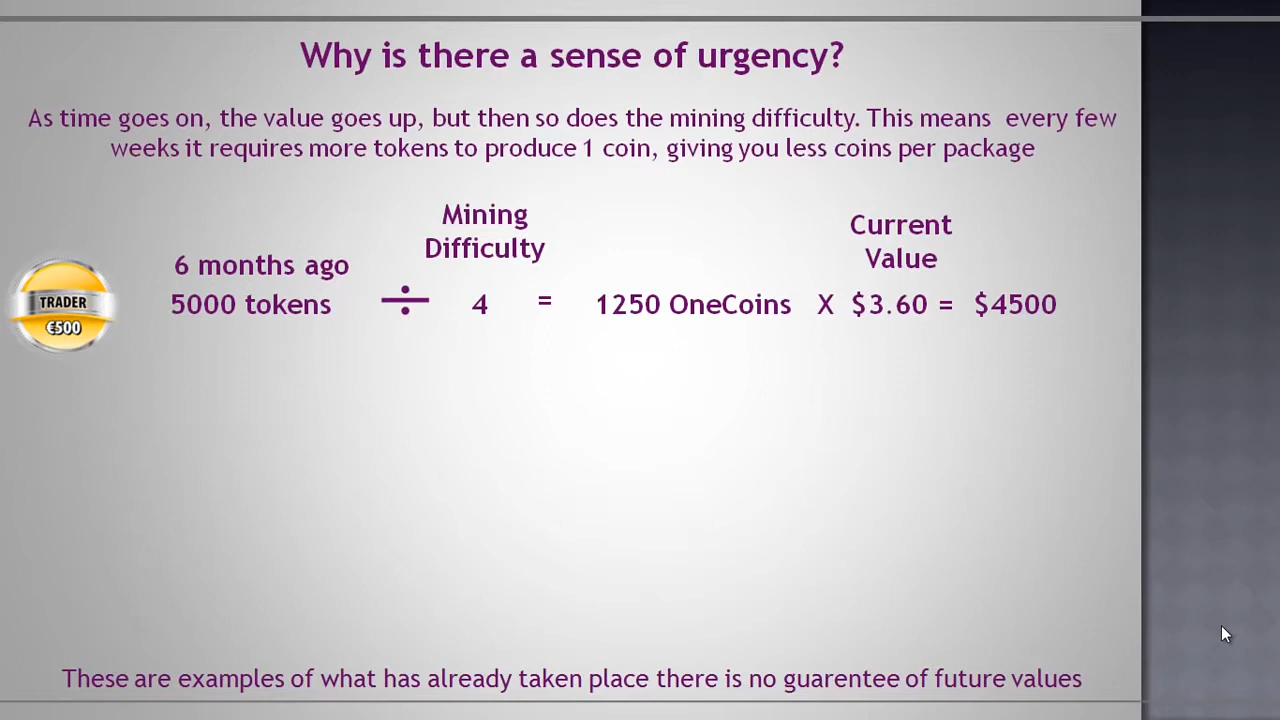 Why is there a sense of urgency?
As time goes on, the value goes up, but then so does the mining difficulty. This means every few
weeks it requires more tokens to produce 1 coin, giving you less coins per package
Mining
Difficulty
Current
Value
6 months ago
TRADER
€500
5000 tokens ÷ 4 = 1250 OneCoins X $3.60 = $4500
These are examples of what has already taken place there is no guarentee of future values